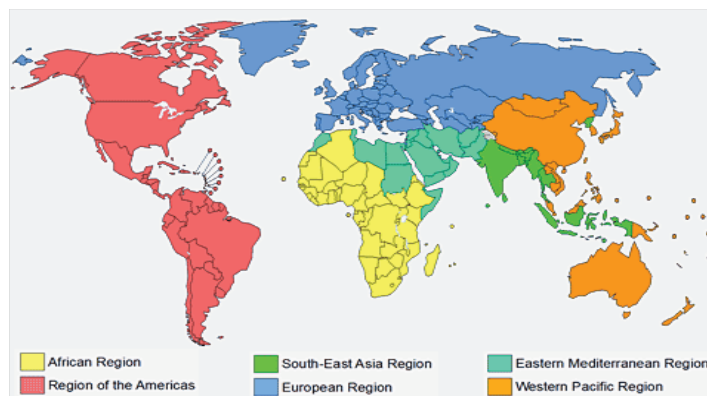 African Region
South-East Asia Region
Eastern Mediterranean Region
Region of the Americas
European Region
Western Pacific Region